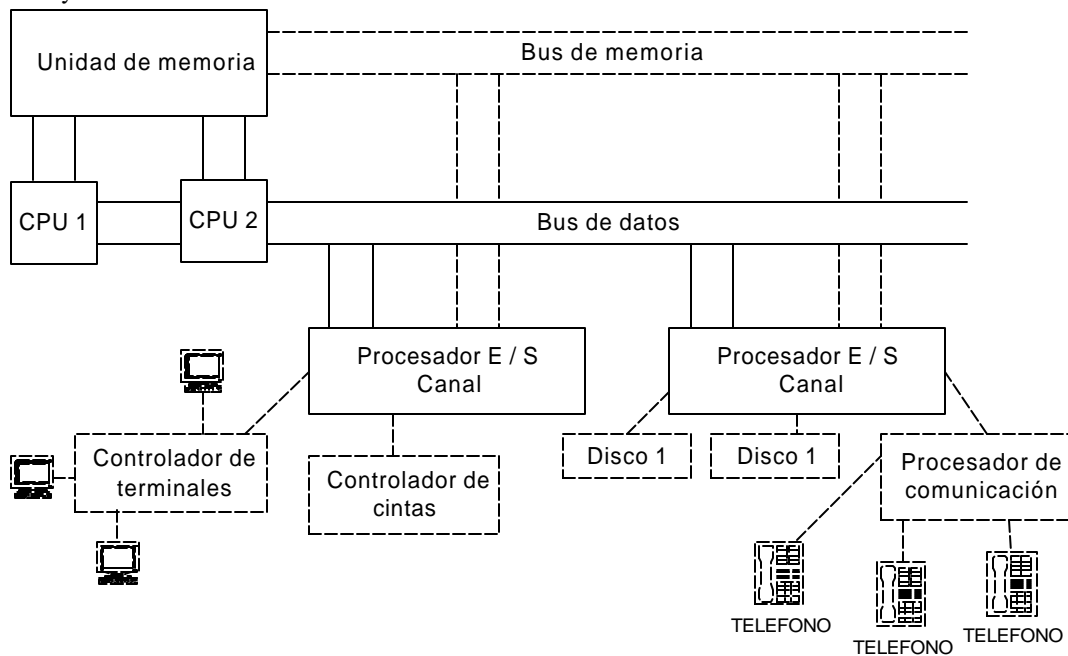 Unidad de memoria
Bus de memoria
CPU 1
CPU 2
Bus de datos
Procesador E / S
Canal
Procesador E / S
Canal
Controlador de
terminales
Controlador de
cintas
Disco 1
Disco 1
Procesador de
comunicación
TELEFONO
TELEFONO
TELEFONO